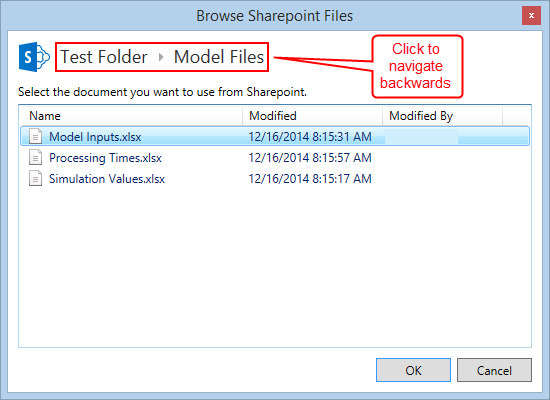 Browse Sharepoint Files
x
S
Test Folder Model Files
Click to
navigate
backwards
Select the document you want to use from Sharepoint.
Name Modified Modified By
Model Inputs.xlsx 12/16/2014 8:15:31 AM
Processing Times.xlsx 12/16/2014 8:15:57 AM
Simulation Values.xlsx 12/16/2014 8:15:17 AM
OK Cancel